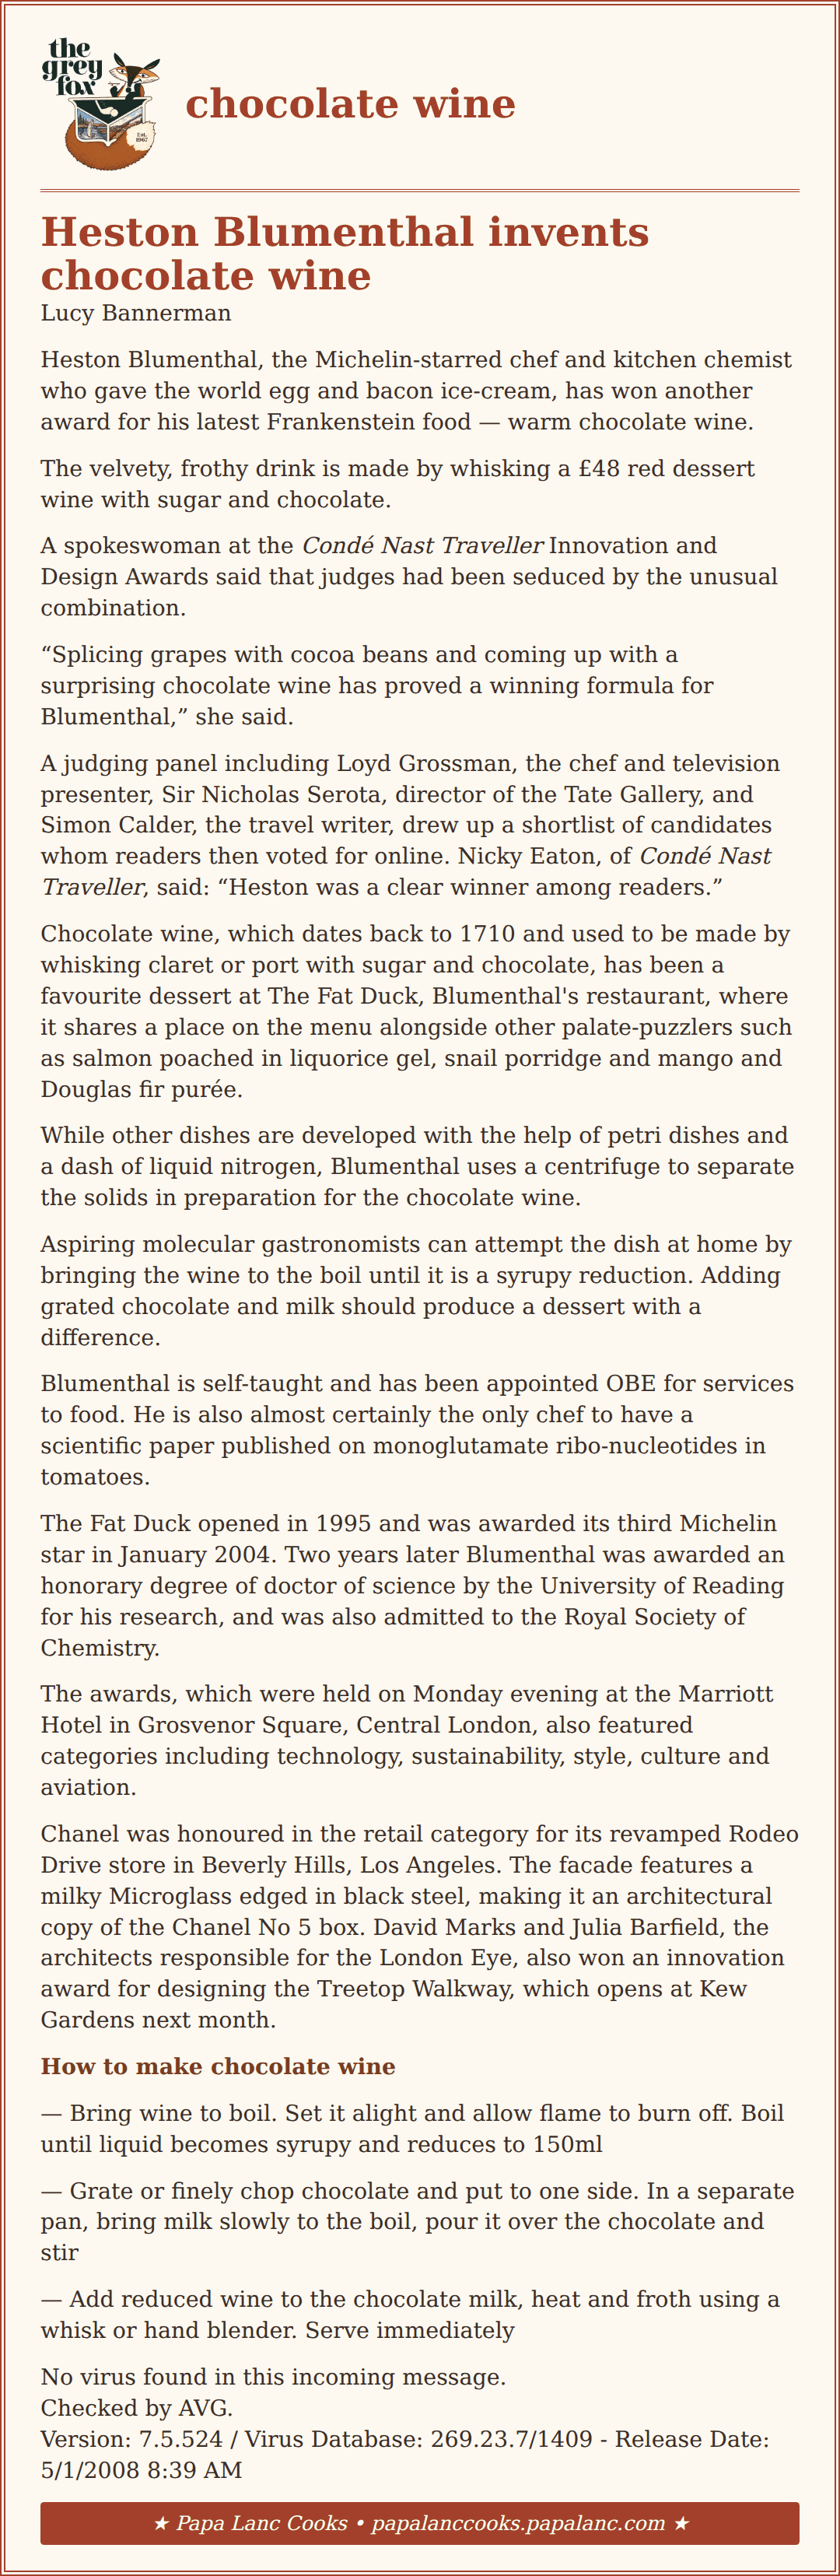 the
grey
fox
Est.
1967
chocolate wine
Heston Blumenthal invents
chocolate wine
Lucy Bannerman
Heston Blumenthal, the Michelin-starred chef and kitchen chemist
who gave the world egg and bacon ice-cream, has won another
award for his latest Frankenstein food — warm chocolate wine.
The velvety, frothy drink is made by whisking a £48 red dessert
wine with sugar and chocolate.
A spokeswoman at the Condé Nast Traveller Innovation and
Design Awards said that judges had been seduced by the unusual
combination.
“Splicing grapes with cocoa beans and coming up with a
surprising chocolate wine has proved a winning formula for
Blumenthal,” she said.
A judging panel including Loyd Grossman, the chef and television
presenter, Sir Nicholas Serota, director of the Tate Gallery, and
Simon Calder, the travel writer, drew up a shortlist of candidates
whom readers then voted for online. Nicky Eaton, of Condé Nast
Traveller, said: “Heston was a clear winner among readers.”
Chocolate wine, which dates back to 1710 and used to be made by
whisking claret or port with sugar and chocolate, has been a
favourite dessert at The Fat Duck, Blumenthal's restaurant, where
it shares a place on the menu alongside other palate-puzzlers such
as salmon poached in liquorice gel, snail porridge and mango and
Douglas fir purée.
While other dishes are developed with the help of petri dishes and
a dash of liquid nitrogen, Blumenthal uses a centrifuge to separate
the solids in preparation for the chocolate wine.
Aspiring molecular gastronomists can attempt the dish at home by
bringing the wine to the boil until it is a syrupy reduction. Adding
grated chocolate and milk should produce a dessert with a
difference.
Blumenthal is self-taught and has been appointed OBE for services
to food. He is also almost certainly the only chef to have a
scientific paper published on monoglutamate ribo-nucleotides in
tomatoes.
The Fat Duck opened in 1995 and was awarded its third Michelin
star in January 2004. Two years later Blumenthal was awarded an
honorary degree of doctor of science by the University of Reading
for his research, and was also admitted to the Royal Society of
Chemistry.
The awards, which were held on Monday evening at the Marriott
Hotel in Grosvenor Square, Central London, also featured
categories including technology, sustainability, style, culture and
aviation.
Chanel was honoured in the retail category for its revamped Rodeo
Drive store in Beverly Hills, Los Angeles. The facade features a
milky Microglass edged in black steel, making it an architectural
copy of the Chanel No 5 box. David Marks and Julia Barfield, the
architects responsible for the London Eye, also won an innovation
award for designing the Treetop Walkway, which opens at Kew
Gardens next month.
How to make chocolate wine
— Bring wine to boil. Set it alight and allow flame to burn off. Boil
until liquid becomes syrupy and reduces to 150ml
— Grate or finely chop chocolate and put to one side. In a separate
pan, bring milk slowly to the boil, pour it over the chocolate and
stir
— Add reduced wine to the chocolate milk, heat and froth using a
whisk or hand blender. Serve immediately
No virus found in this incoming message.
Checked by AVG.
Version: 7.5.524 / Virus Database: 269.23.7/1409 - Release Date:
5/1/2008 8:39 AM
★ Papa Lanc Cooks • papalanccooks.papalanc.com ★